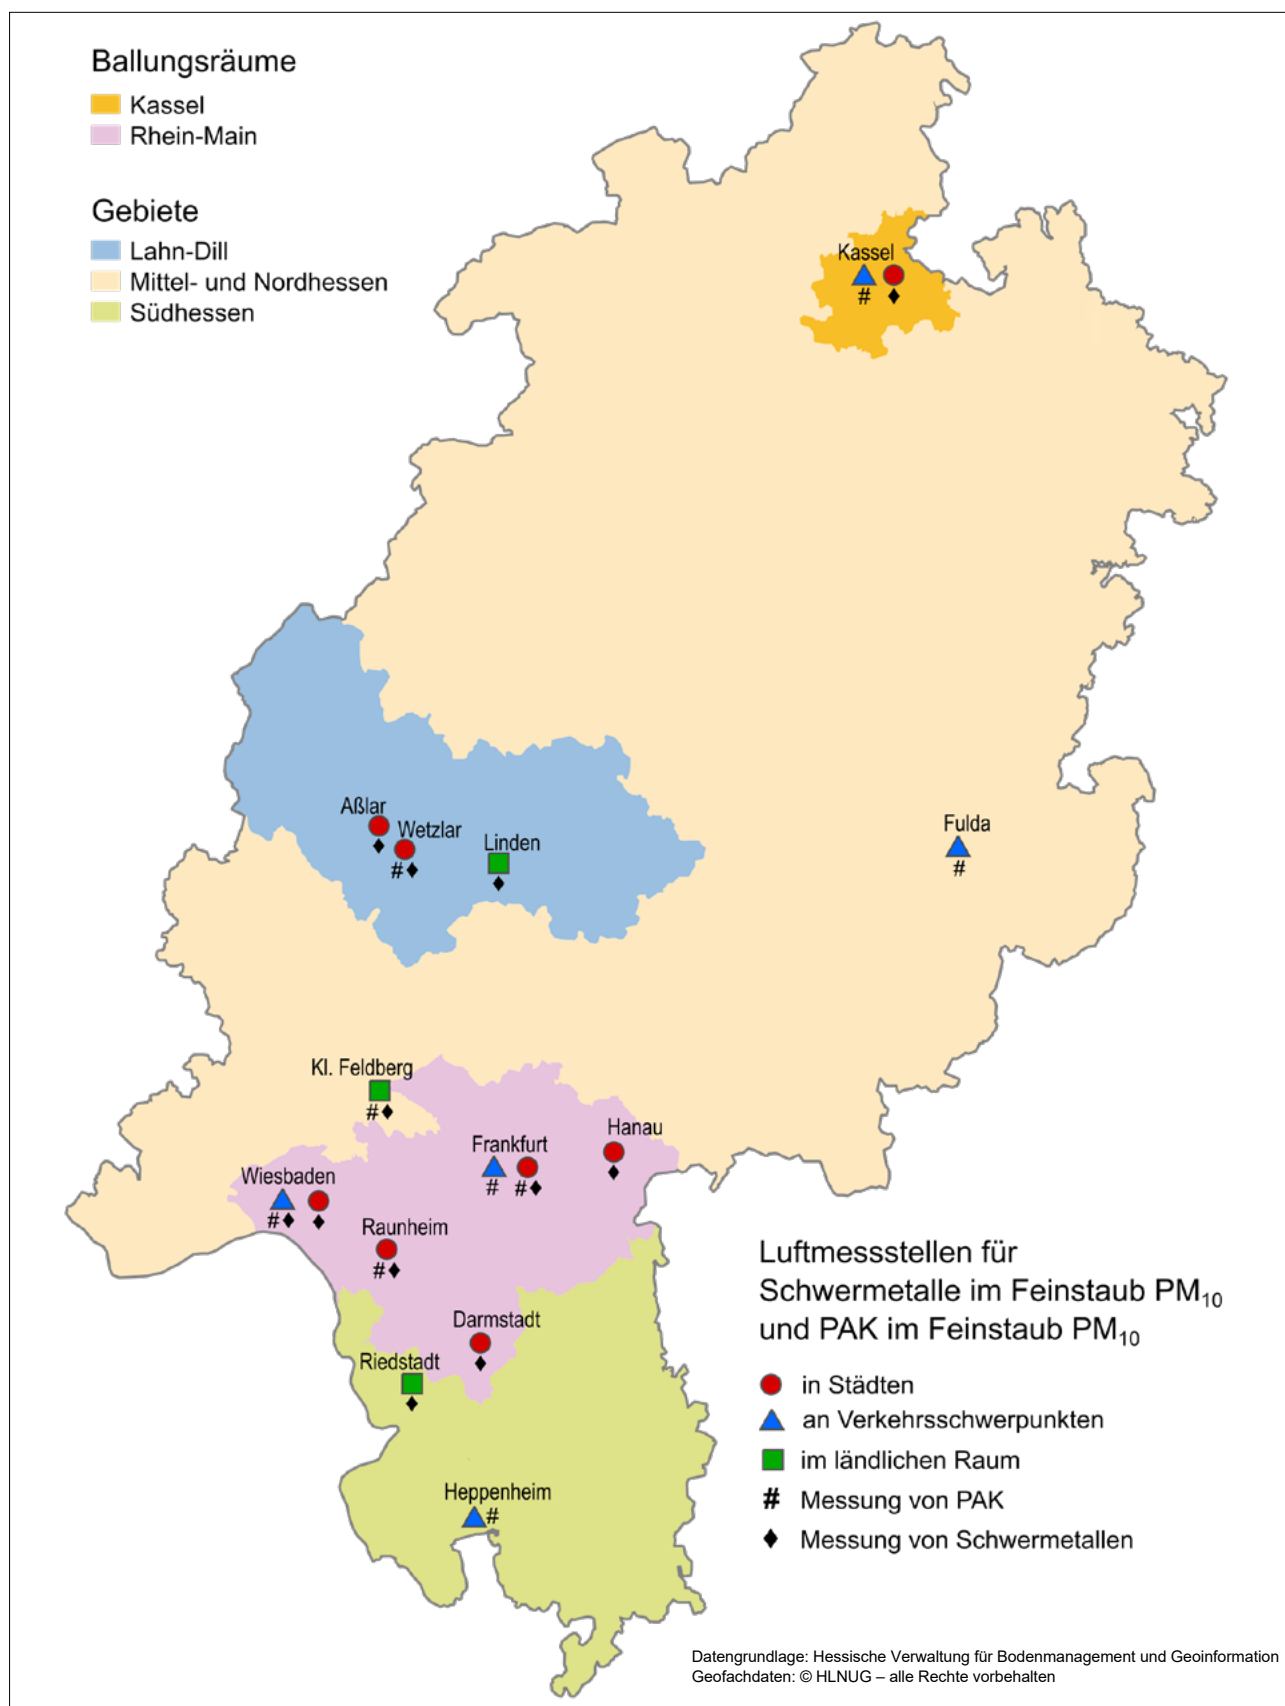 Ballungsräume
Kassel
Rhein-Main
Gebiete
Lahn-Dill
Mittel- und Nordhessen
Südhessen
Kassel
#
Aßlar
Wetzlar
#
Linden
Fulda
#
Kl. Feldberg
#
Hanau
Frankfurt
# #
Wiesbaden
#
Raunheim
#
Darmstadt
Riedstadt
Heppenheim
#
Luftmessstellen für
Schwermetalle im Feinstaub PM₁₀
und PAK im Feinstaub PM₁₀
in Städten
an Verkehrsschwerpunkten
im ländlichen Raum
# Messung von PAK
Messung von Schwermetallen
Datengrundlage: Hessische Verwaltung für Bodenmanagement und Geoinformation
Geofachdaten: © HLNUG – alle Rechte vorbehalten